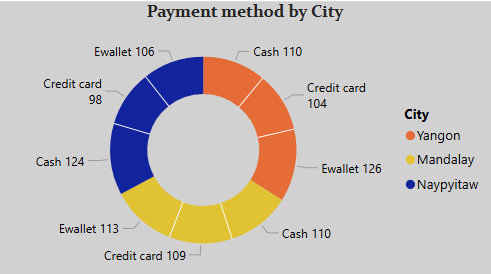 Payment method by City
Ewallet 106
Cash 110
Credit card
98
Credit card
104
City
Yangon
Mandalay
Naypyitaw
Cash 124
Ewallet 126
Ewallet 113
Cash 110
Credit card 109